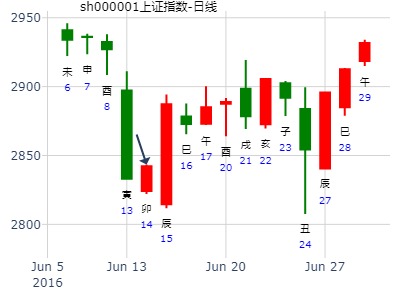 sh000001上证指数-日线
2950
2900
2850
2800
未
6
申
7
酉
8
寅
13
卯
14
辰
15
巳
16
午
17
酉
20
戌
21
亥
22
子
23
丑
24
辰
27
巳
28
午
29
Jun 5
2016
Jun 13
Jun 20
Jun 27